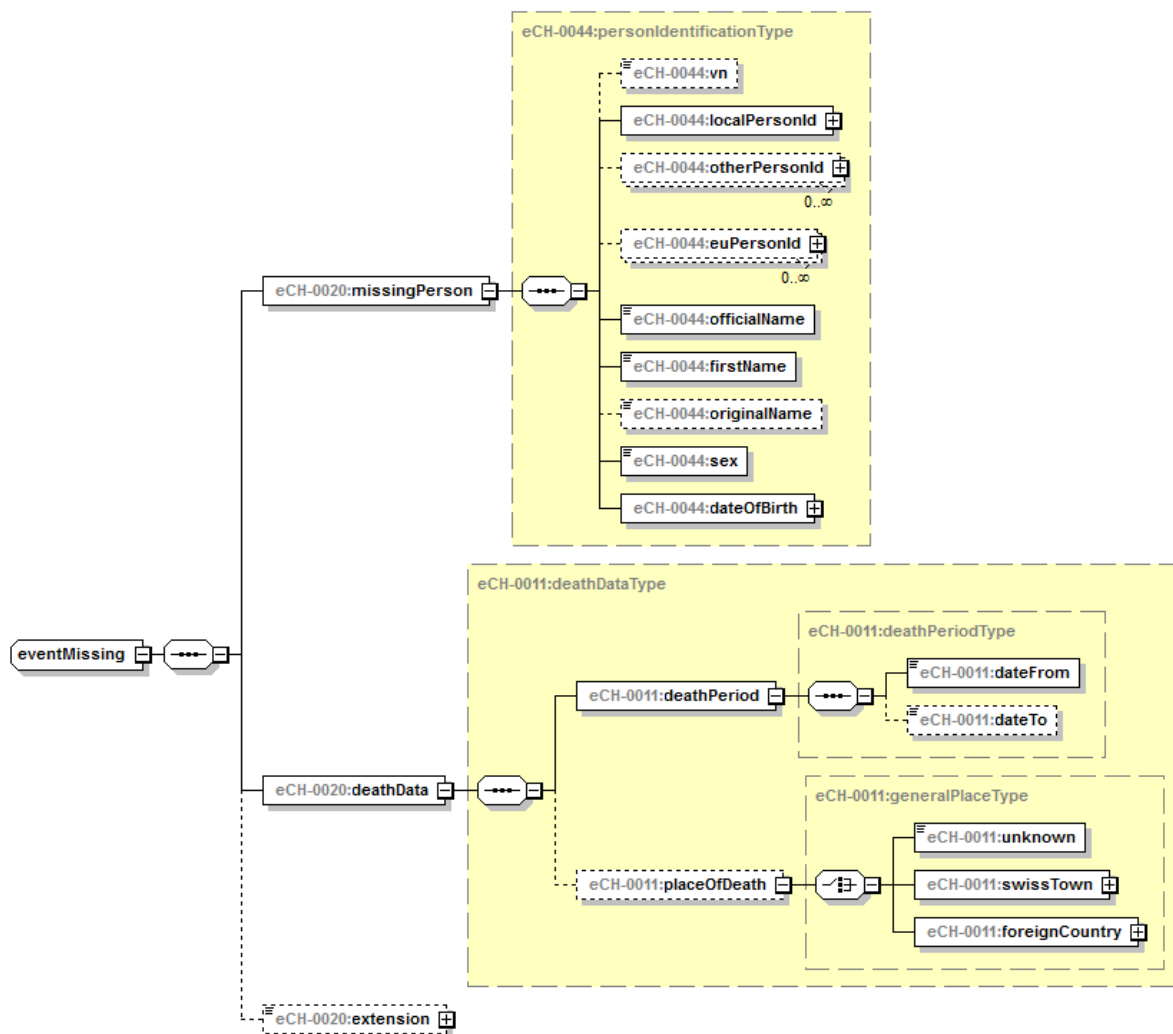 eCH-0044:personIdentificationType
eCH-0044:vn
eCH-0044:localPersonId
eCH-0044:otherPersonId
0..∞
eCH-0044:euPersonId
0..∞
eCH-0020:missingPerson
eCH-0044:officialName
eCH-0044:firstName
eCH-0044:originalName
eCH-0044:sex
eCH-0044:dateOfBirth
eCH-0011:deathDataType
eventMissing
eCH-0011:deathPeriodType
eCH-0011:deathPeriod
eCH-0011:dateFrom
eCH-0011:dateTo
eCH-0020:deathData
eCH-0011:generalPlaceType
eCH-0011:placeOfDeath
eCH-0011:unknown
eCH-0011:swissTown
eCH-0011:foreignCountry
eCH-0020:extension